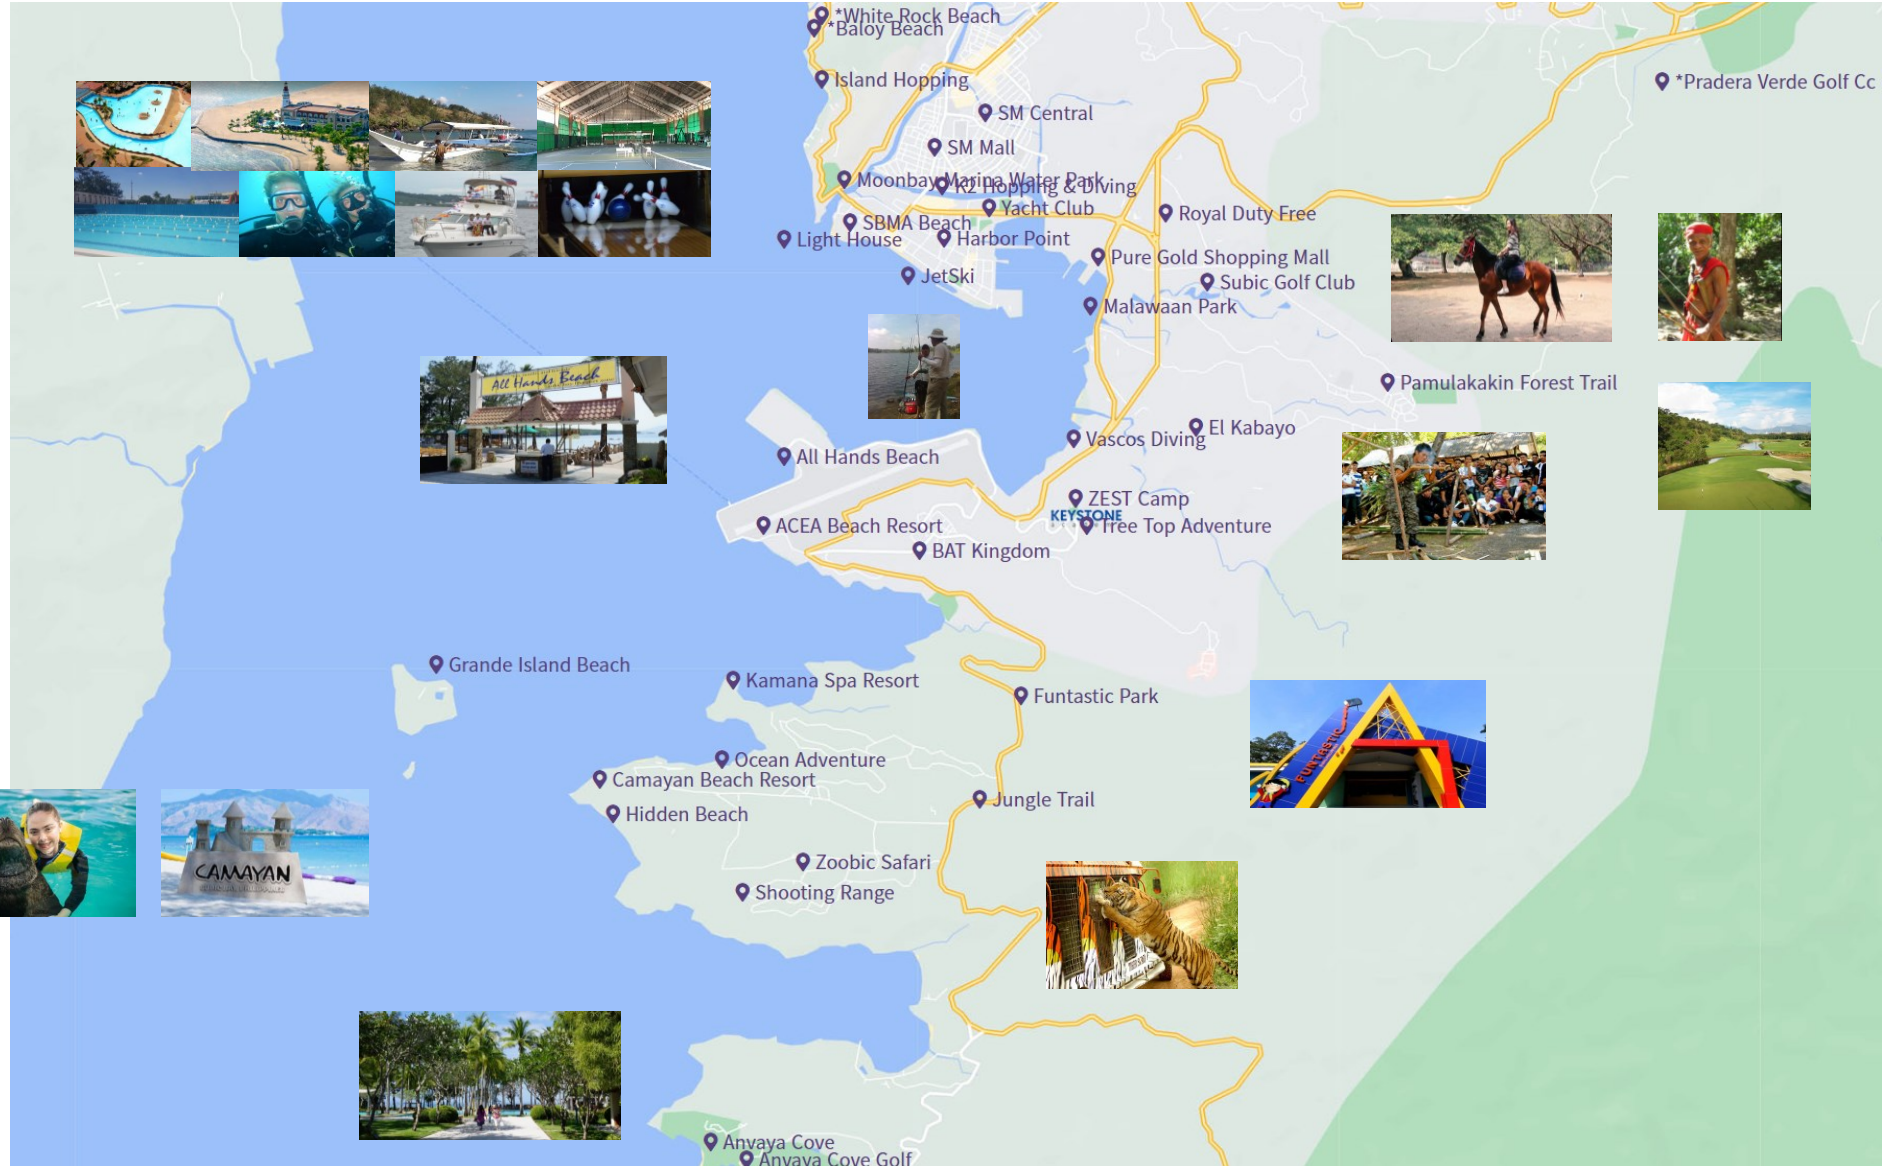 *White Rock Beach
*Baloy Beach
Island Hopping
*Pradera Verde Golf Cc
SM Central
SM Mall
Moonbay Marina Water Park
K2 Hopping & Diving
Yacht Club
Royal Duty Free
SBMA Beach
Light House
Harbor Point
Pure Gold Shopping Mall
JetSki
Subic Golf Club
Malawaan Park
All Hands Beach
Pamulakakin Forest Trail
El Kabayo
Vascos Diving
All Hands Beach
ZEST Camp
KEYSTONE
ACEA Beach Resort
Tree Top Adventure
BAT Kingdom
Grande Island Beach
Kamana Spa Resort
Funtastic Park
FUNTASTIC
Ocean Adventure
Camayan Beach Resort
Jungle Trail
Hidden Beach
CAMAYAN
Zoobic Safari
Shooting Range
Anvaya Cove
Anvaya Cove Golf